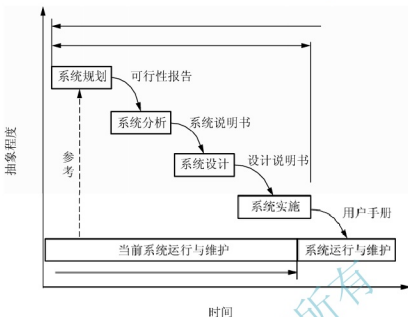 系统规划
可行性报告
系统分析
系统说明书
系统设计
设计说明书
系统实施
用户手册
参考
抽象程度
当前系统运行与维护
系统运行与维护
时间
所有